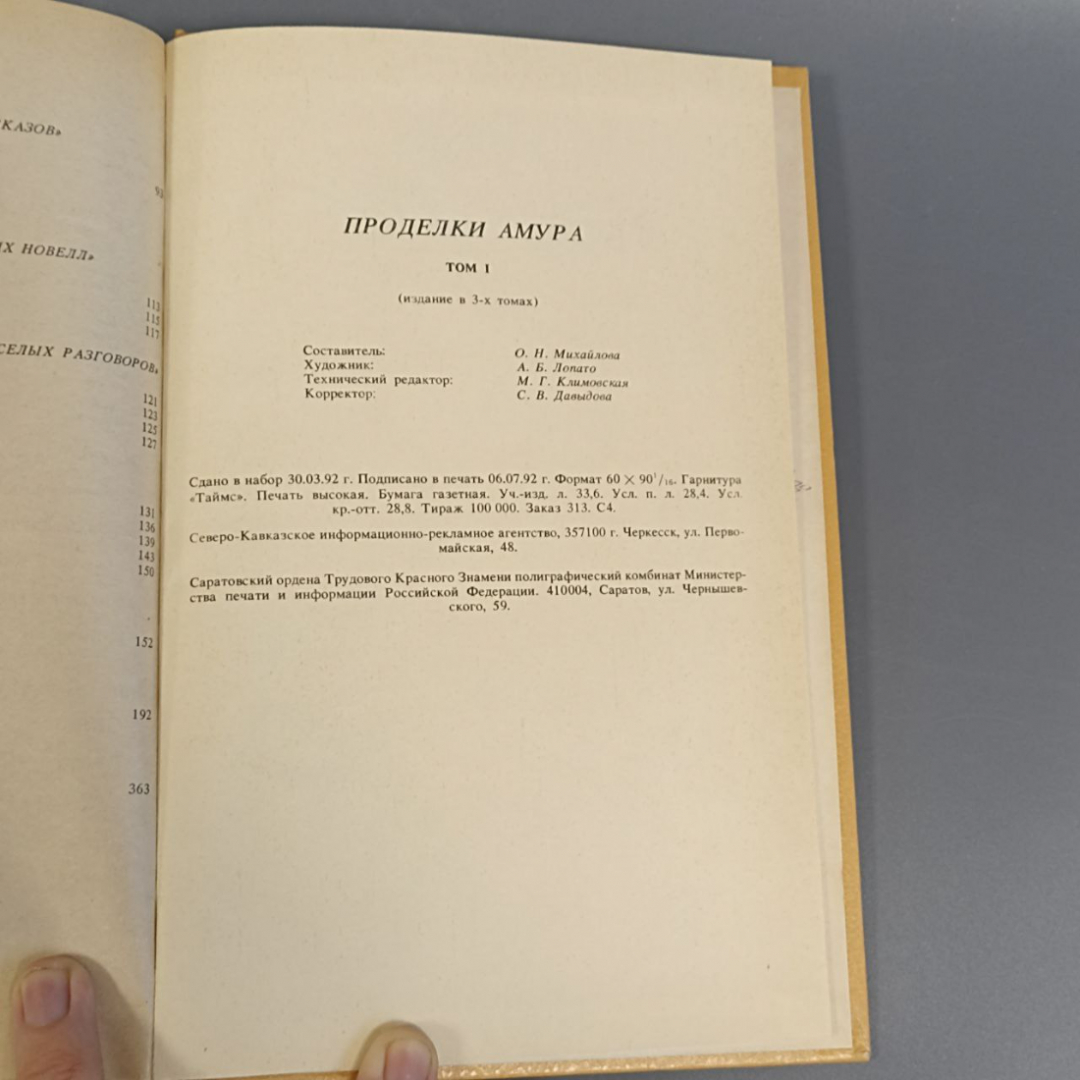 КАЗОВ»
93
ЫХ НОВЕЛЛ»
113
115
117
СЕЛЫХ РАЗГОВОРОВ»
121
123
125
127
131
136
139
143
150
152
192
363
ПРОДЕЛКИ АМУРА
ТОМ I
(издание в 3-х томах)
Составитель: О. Н. Михайлова
Художник: А. Б. Лопато
Технический редактор: М. Г. Климовская
Корректор: С. В. Давыдова
Сдано в набор 30.03.92 г. Подписано в печать 06.07.92 г. Формат 60 × 90¹/₁₆. Гарнитура
«Таймс». Печать высокая. Бумага газетная. Уч.-изд. л. 33,6. Усл. п. л. 28,4. Усл.
кр.-отт. 28,8. Тираж 100 000. Заказ 313. С4.
Северо-Кавказское информационно-рекламное агентство, 357100 г. Черкесск, ул. Перво-
майская, 48.
Саратовский ордена Трудового Красного Знамени полиграфический комбинат Министер-
ства печати и информации Российской Федерации. 410004, Саратов, ул. Чернышев-
ского, 59.